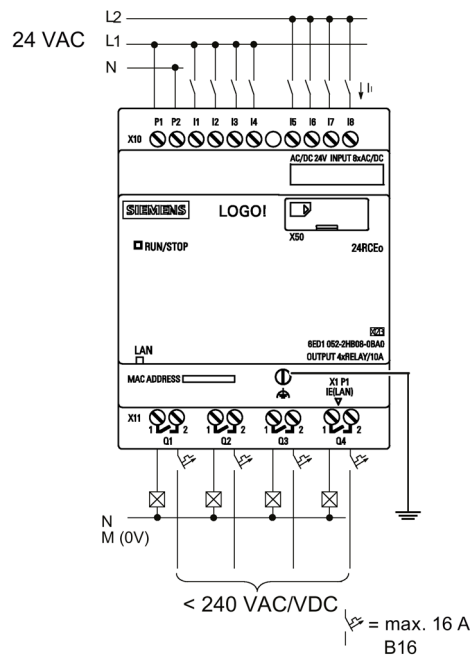 L2
24 VAC L1
N
I₁
P1 P2 I1 I2 I3 I4 I5 I6 I7 I8
X10
AC/DC 24V INPUT 8xAC/DC
SIEMENS LOGO!
X50
RUN/STOP 24RCEo
X 2 3
6ED1 052-2HB08-0BA0
LAN OUTPUT 4xRELAY/10A
MAC ADDRESS X1 P1
IE(LAN)
X11
1 2 1 2 1 2 1 2
Q1 Q2 Q3 Q4
N
M (0V)
< 240 VAC/VDC
= max. 16 A
B16